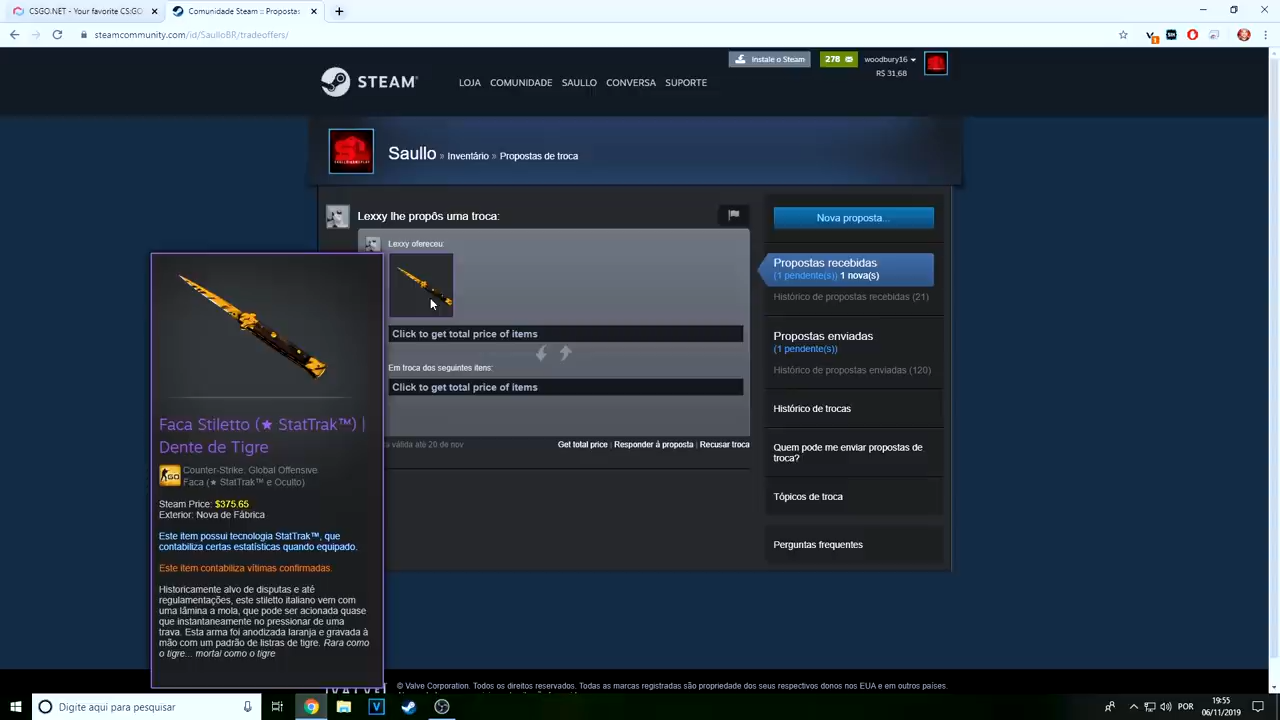 CSGO.NET - Your favorite CS:GO
Comunidade Steam :: Propostas
steamcommunity.com/id/SaulloBR/tradeoffers/
Instale o Steam
278
woodbury16
R$ 31,68
STEAM
LOJA COMUNIDADE SAULLO CONVERSA SUPORTE
Saullo » Inventário » Propostas de troca
Lexxy lhe propôs uma troca:
Lexxy ofereceu:
Click to get total price of items
Em troca dos seguintes itens:
Click to get total price of items
válida até 20 de nov
Get total price | Responder à proposta | Recusar troca
Nova proposta...
Propostas recebidas
(1 pendente(s)) 1 nova(s)
Histórico de propostas recebidas (21)
Propostas enviadas
(1 pendente(s))
Histórico de propostas enviadas (120)
Histórico de trocas
Quem pode me enviar propostas de
troca?
Tópicos de troca
Perguntas frequentes
Faca Stiletto (★ StatTrak™) |
Dente de Tigre
Counter-Strike: Global Offensive
Faca (★ StatTrak™ e Oculto)
Steam Price: $375.65
Exterior: Nova de Fábrica
Este item possui tecnologia StatTrak™, que
contabiliza certas estatísticas quando equipado.
Este item contabiliza vítimas confirmadas.
Historicamente alvo de disputas e até
regulamentações, este stiletto italiano vem com
uma lâmina a mola, que pode ser acionada quase
que instantaneamente no pressionar de uma
trava. Esta arma foi anodizada laranja e gravada à
mão com um padrão de listras de tigre. Rara como
o tigre... mortal como o tigre
VALVE
© Valve Corporation. Todos os direitos reservados. Todas as marcas registradas são propriedade dos seus respectivos donos nos EUA e em outros países.
Digite aqui para pesquisar
POR
19:55
06/11/2019